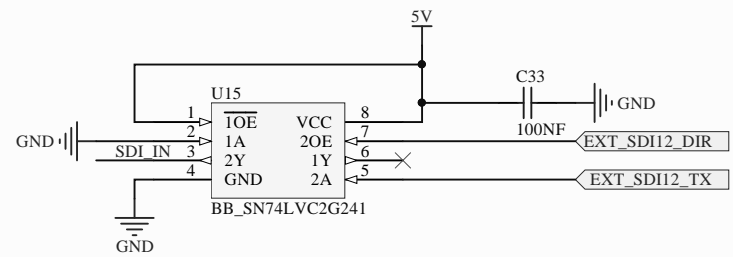 5V
C33
U15
GND
100NF
1 1OE VCC 8
2 1A 2OE 7
GND
EXT_SDI12_DIR
SDI_IN 3 2Y 1Y 6
4 GND 2A 5
EXT_SDI12_TX
BB_SN74LVC2G241
GND